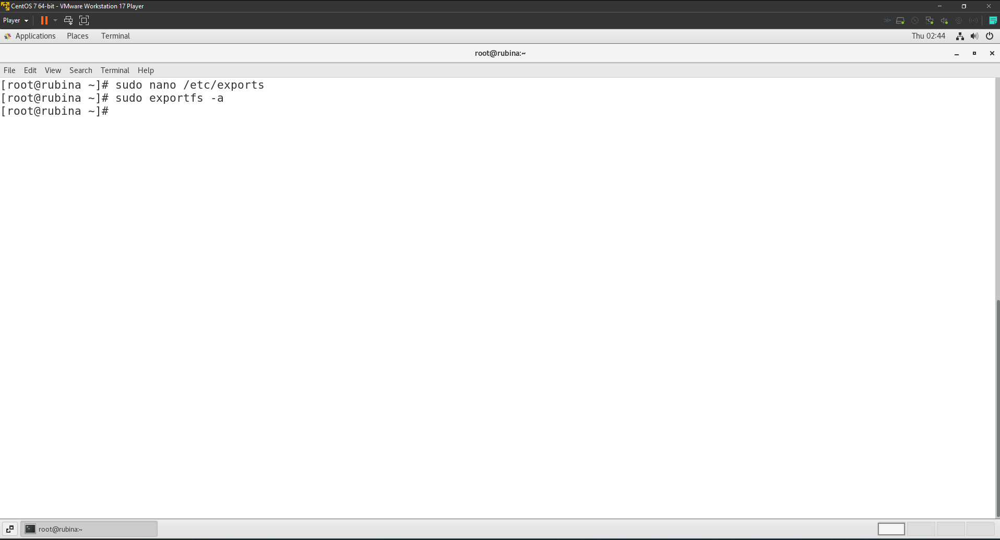 CentOS 7 64-bit - VMware Workstation 17 Player
Player
Applications Places Terminal Thu 02:44
root@rubina:~
File Edit View Search Terminal Help
[root@rubina ~]# sudo nano /etc/exports
[root@rubina ~]# sudo exportfs -a
[root@rubina ~]#
root@rubina:~